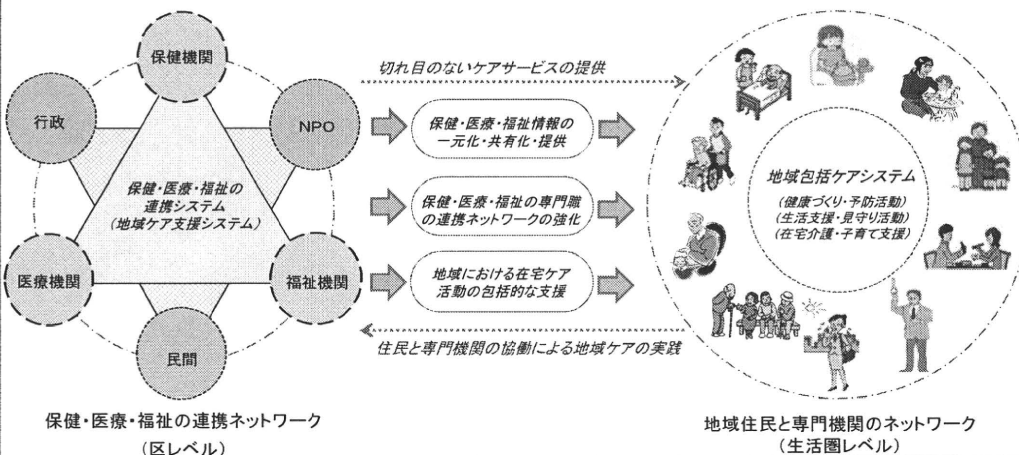 保健機関
行政
NPO
保健・医療・福祉の
連携システム
(地域ケア支援システム)
医療機関
福祉機関
民間
保健・医療・福祉の連携ネットワーク
(区レベル)
切れ目のないケアサービスの提供
保健・医療・福祉情報の
一元化・共有化・提供
保健・医療・福祉の専門職
の連携ネットワークの強化
地域における在宅ケア
活動の包括的な支援
住民と専門機関の協働による地域ケアの実践
地域包括ケアシステム
(健康づくり・予防活動)
(生活支援・見守り活動)
(在宅介護・子育て支援)
地域住民と専門機関のネットワーク
(生活圏レベル)